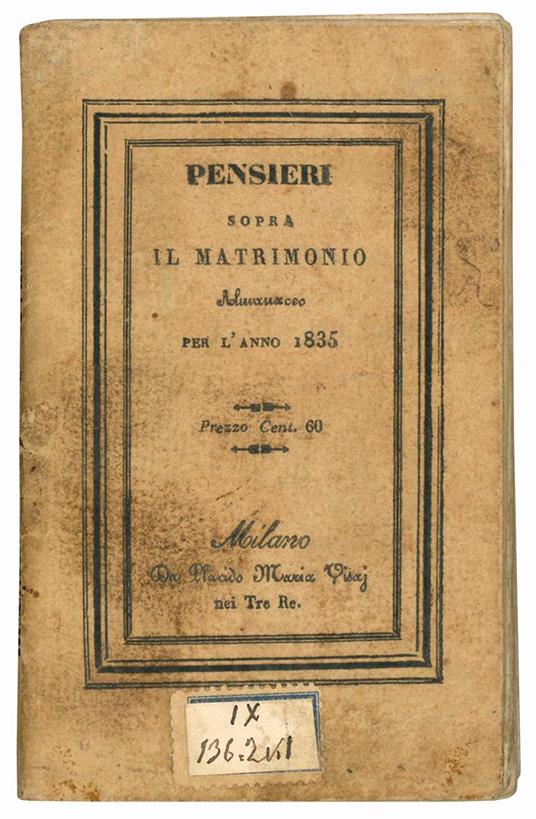 PENSIERI
SOPRA
IL MATRIMONIO
Almanacco
PER L'ANNO 1835
Prezzo Cent. 60
Milano
Da Placido Maria Visaj
nei Tre Re.
IX
136.2